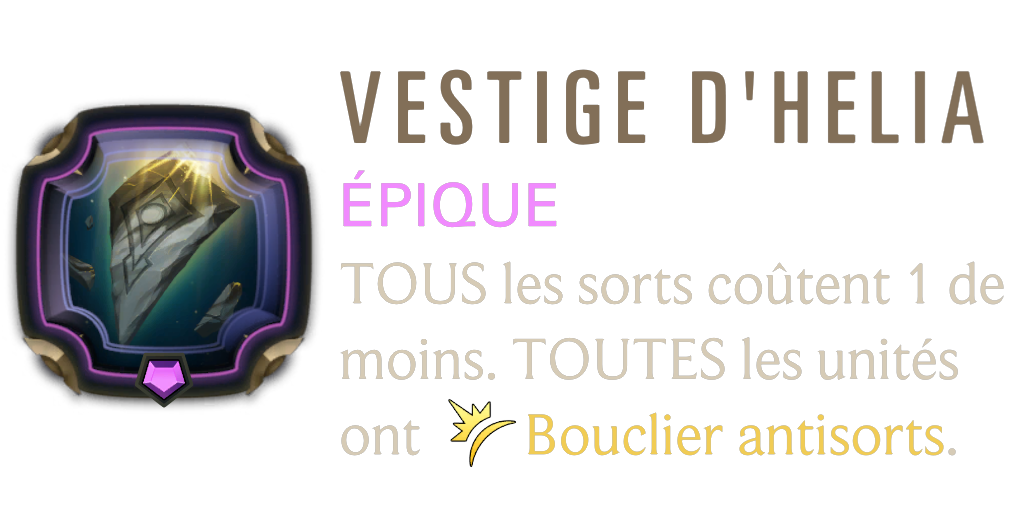 VESTIGE D'HELIA
ÉPIQUE
TOUS les sorts coûtent 1 de
moins. TOUTES les unités
ont Bouclier antisorts.